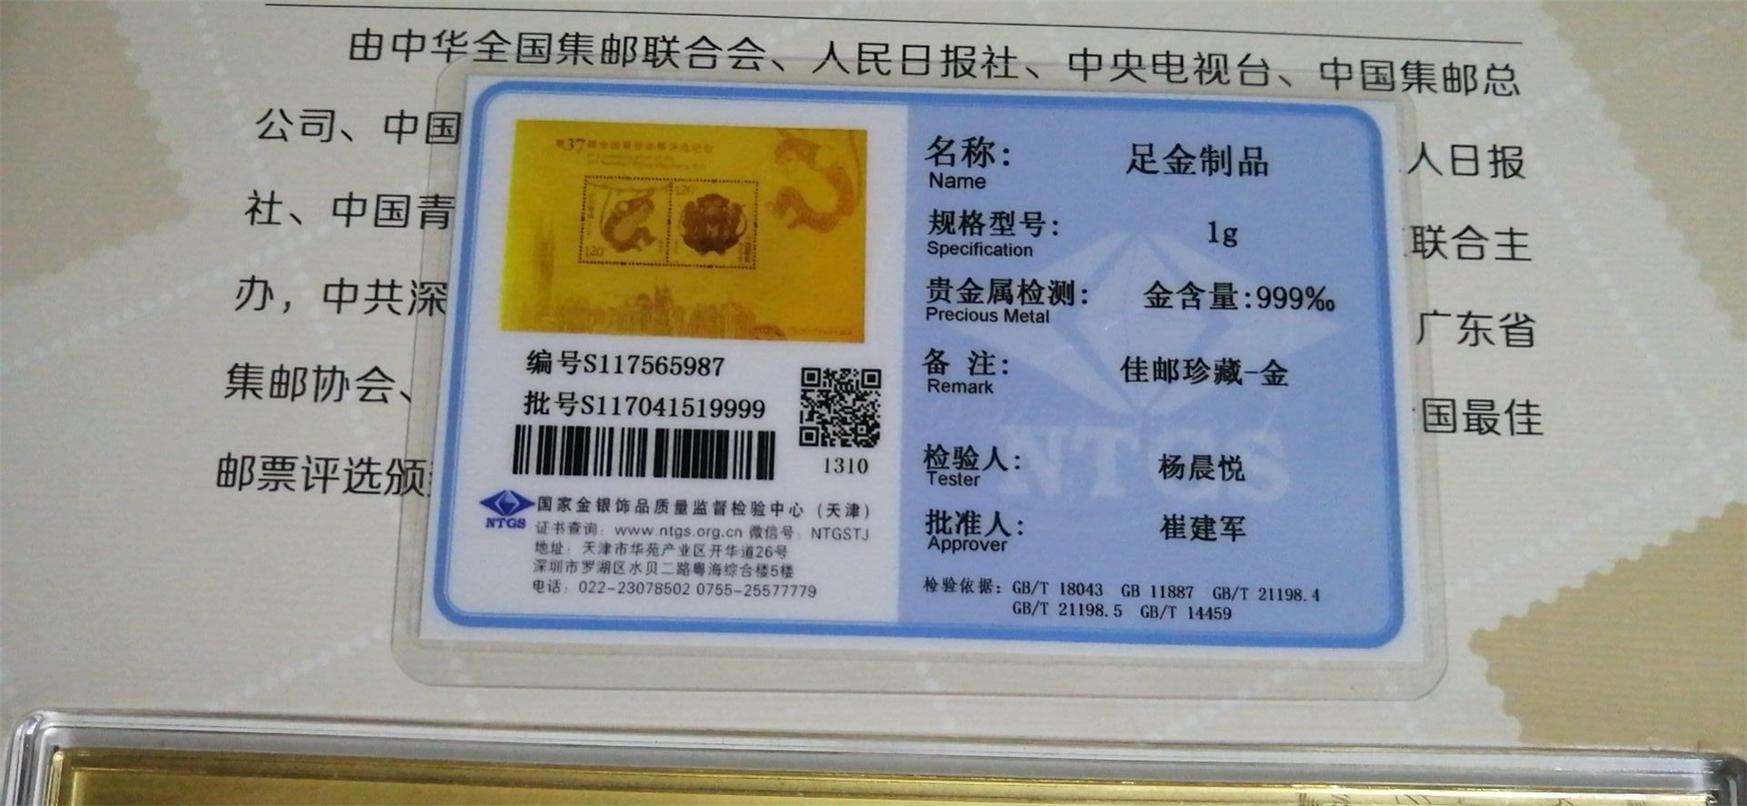 由中华全国集邮联合会、人民日报社、中央电视台、中国集邮总
公司、中国
人日报
社、中国青
联合主
办，中共深
广东省
集邮协会、
国最佳
邮票评选颁
37
120
120
编号S117565987
批号S117041519999
1310
NTGS
国家金银饰品质量监督检验中心（天津）
证书查询：www.ntgs.org.cn 微信号：NTGSTJ
地址：天津市华苑产业区开华道26号
深圳市罗湖区水贝二路粤海综合楼5楼
电话：022-23078502 0755-25577779
名称： 足金制品
Name
规格型号： 1g
Specification
贵金属检测： 金含量:999‰
Precious Metal
备 注： 佳邮珍藏-金
Remark
NTGS
检验人： 杨晨悦
Tester
批准人： 崔建军
Approver
检验依据：GB/T 18043 GB 11887 GB/T 21198.4
GB/T 21198.5 GB/T 14459